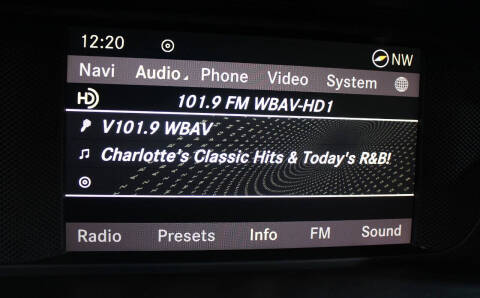 12:20 NW
Navi Audio Phone Video System
HD 101.9 FM WBAV-HD1
V101.9 WBAV
Charlotte's Classic Hits & Today's R&B!
Radio Presets Info FM Sound